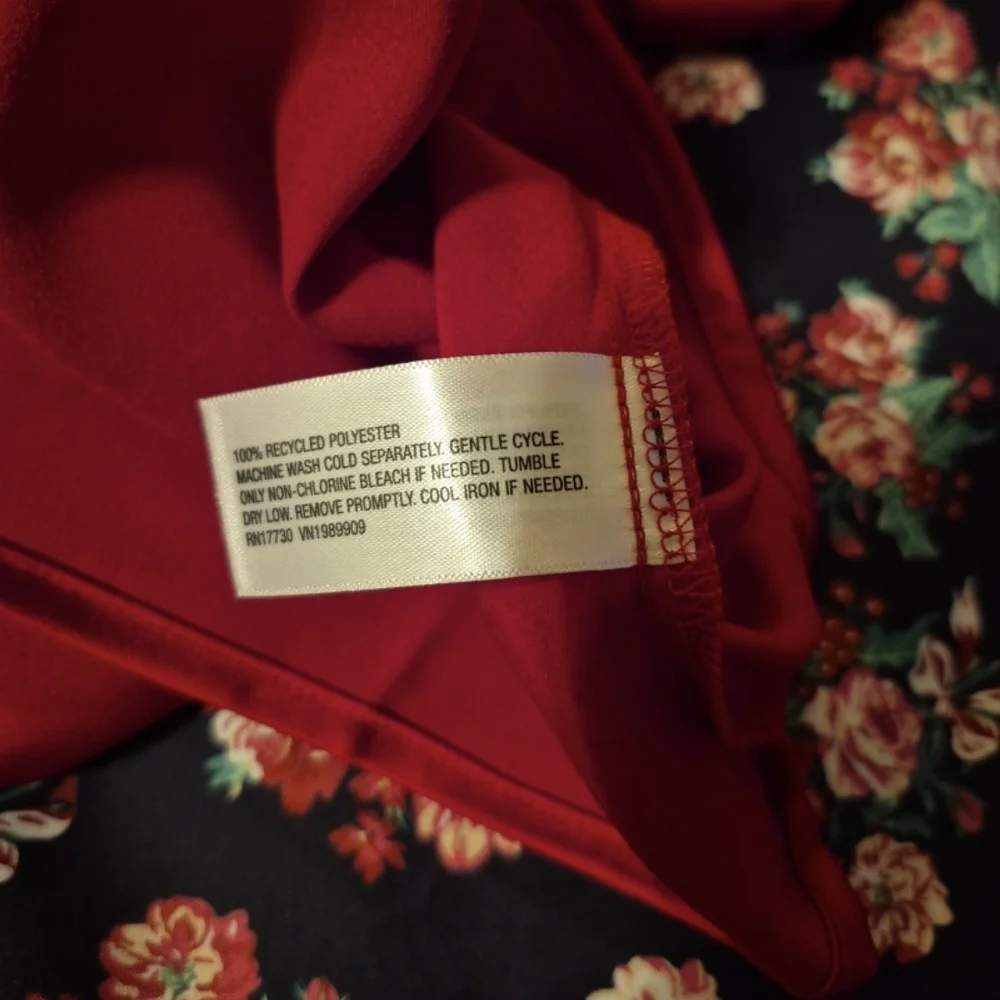 100% RECYCLED POLYESTER
MACHINE WASH COLD SEPARATELY. GENTLE CYCLE.
ONLY NON-CHLORINE BLEACH IF NEEDED. TUMBLE
DRY LOW. REMOVE PROMPTLY. COOL IRON IF NEEDED.
RN17730 VN1989909